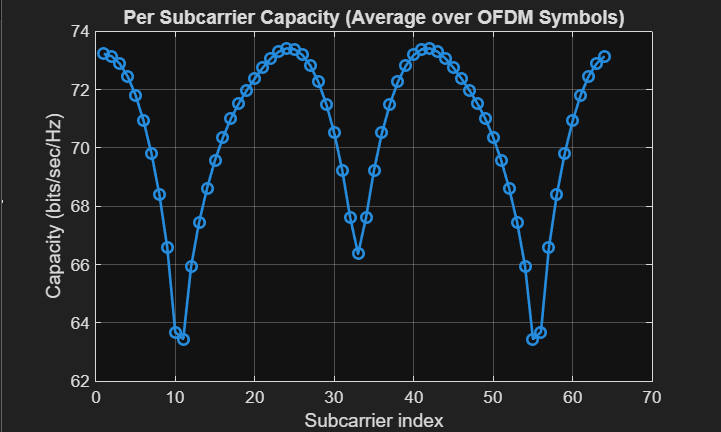 Per Subcarrier Capacity (Average over OFDM Symbols)
74
72
70
68
66
64
62
Capacity (bits/sec/Hz)
0 10 20 30 40 50 60 70
Subcarrier index